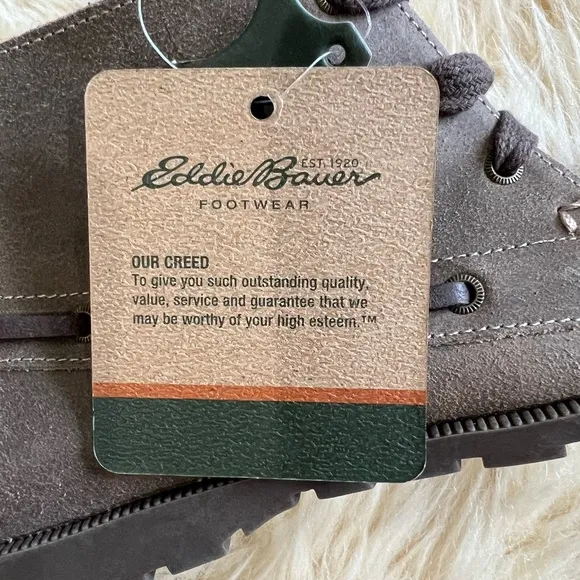 EST. 1920
Eddie Bauer
FOOTWEAR
OUR CREED
To give you such outstanding quality,
value, service and guarantee that we
may be worthy of your high esteem.™